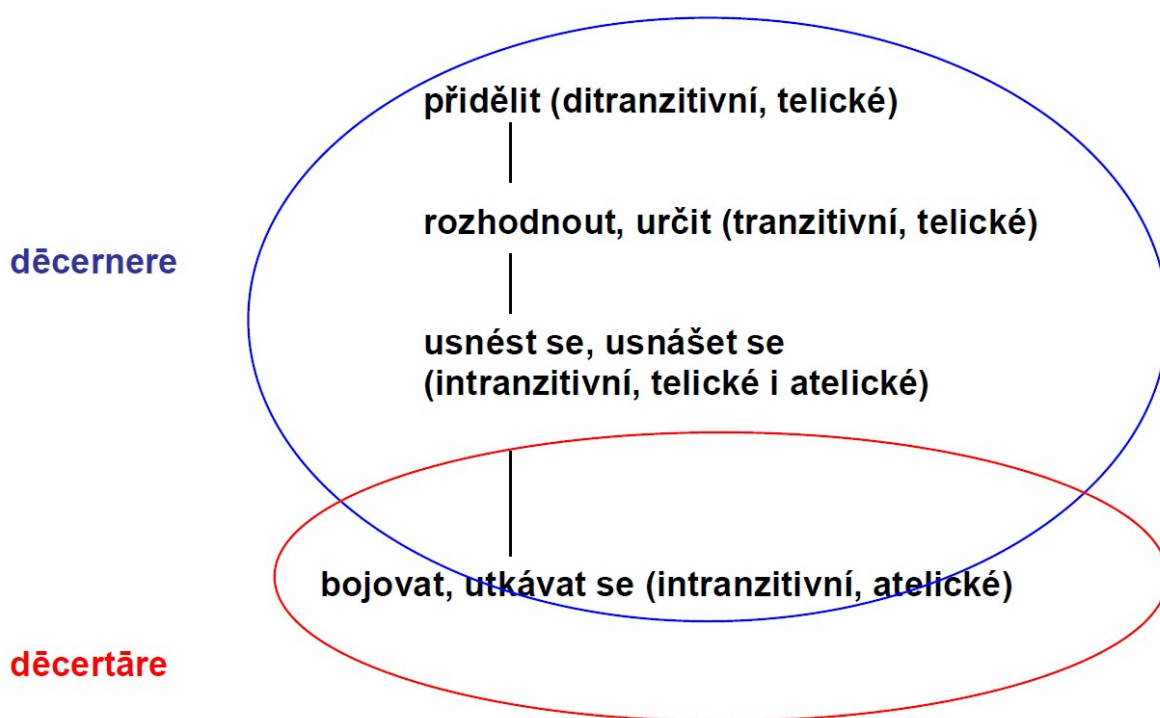 přidělit (ditranzitivní, telické)
rozhodnout, určit (tranzitivní, telické)
dēcernere
usnést se, usnášet se
(intranzitivní, telické i atelické)
bojovat, utkávat se (intranzitivní, atelické)
dēcertāre